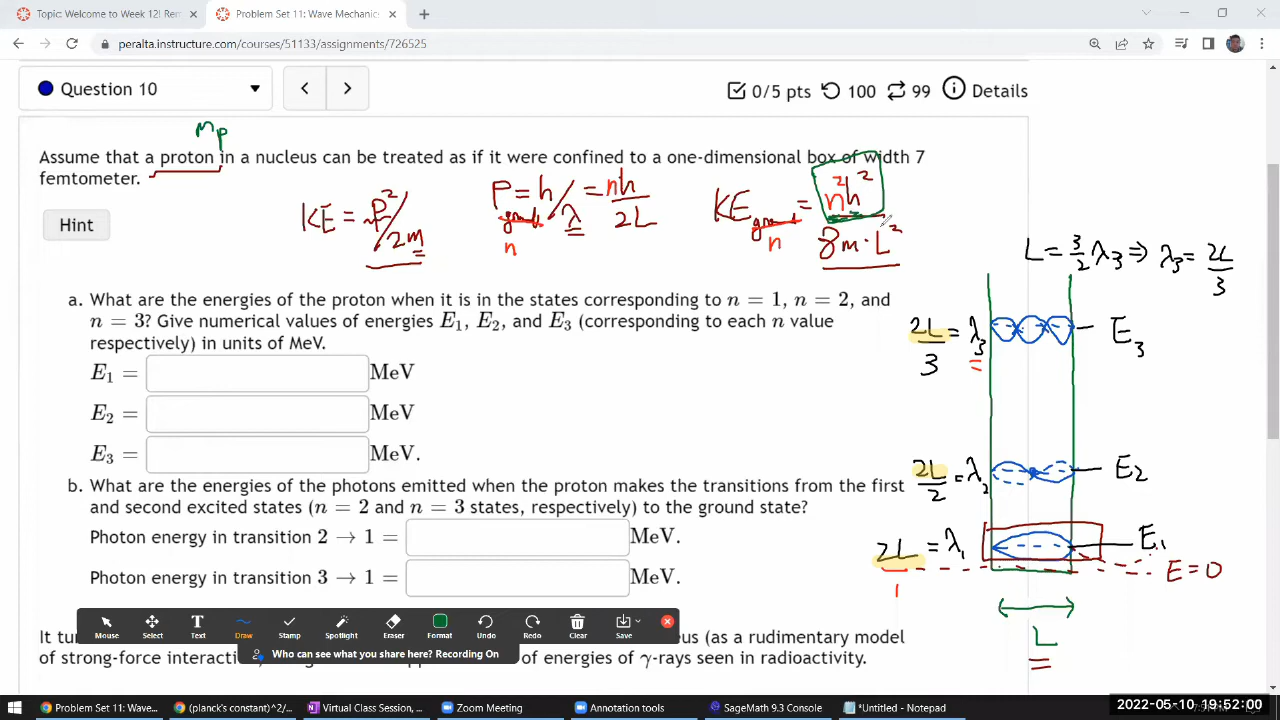 Topic: Welcome to Week 12! Remo
Problem Set 11: Wave Mechanics
peralta.instructure.com/courses/51133/assignments/726525
Question 10
0/5 pts 100 99 Details
Mp
Assume that a proton in a nucleus can be treated as if it were confined to a one-dimensional box of width 7
femtometer.
Hint
KE = P²/2m
P ground n = h/λ = nh/2L
KE ground n = n²h²/8m·L²
L = 3/2 λ3 ⇒ λ3 = 2L/3
a. What are the energies of the proton when it is in the states corresponding to n = 1, n = 2, and
n = 3? Give numerical values of energies E1, E2, and E3 (corresponding to each n value
respectively) in units of MeV.
E1 = MeV
E2 = MeV
E3 = MeV.
2L/3 = λ3
E3
2L/2 = λ2
E2
2L/1 = λ1
E1
E=0
L
b. What are the energies of the photons emitted when the proton makes the transitions from the first
and second excited states (n = 2 and n = 3 states, respectively) to the ground state?
Photon energy in transition 2 → 1 = MeV.
Photon energy in transition 3 → 1 = MeV.
Mouse Select Text Draw Stamp Spotlight Eraser Format Undo Redo Clear Save
Who can see what you share here? Recording On
It tu
eus (as a rudimentary model
of strong-force interacti
of energies of γ-rays seen in radioactivity.
Problem Set 11: Wave...
(planck's constant)^2/...
Virtual Class Session, ...
Zoom Meeting
Annotation tools
SageMath 9.3 Console
*Untitled - Notepad
2022-05-10 19:52:00